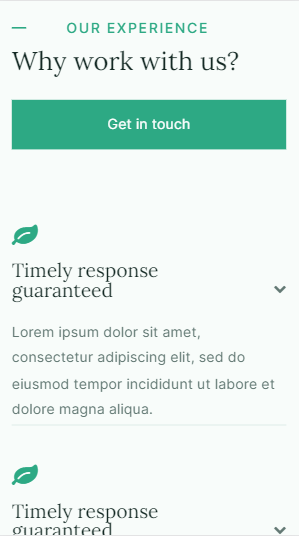 OUR EXPERIENCE
Why work with us?
Get in touch
Timely response
guaranteed
Lorem ipsum dolor sit amet,
consectetur adipiscing elit, sed do
eiusmod tempor incididunt ut labore et
dolore magna aliqua.
Timely response
guaranteed